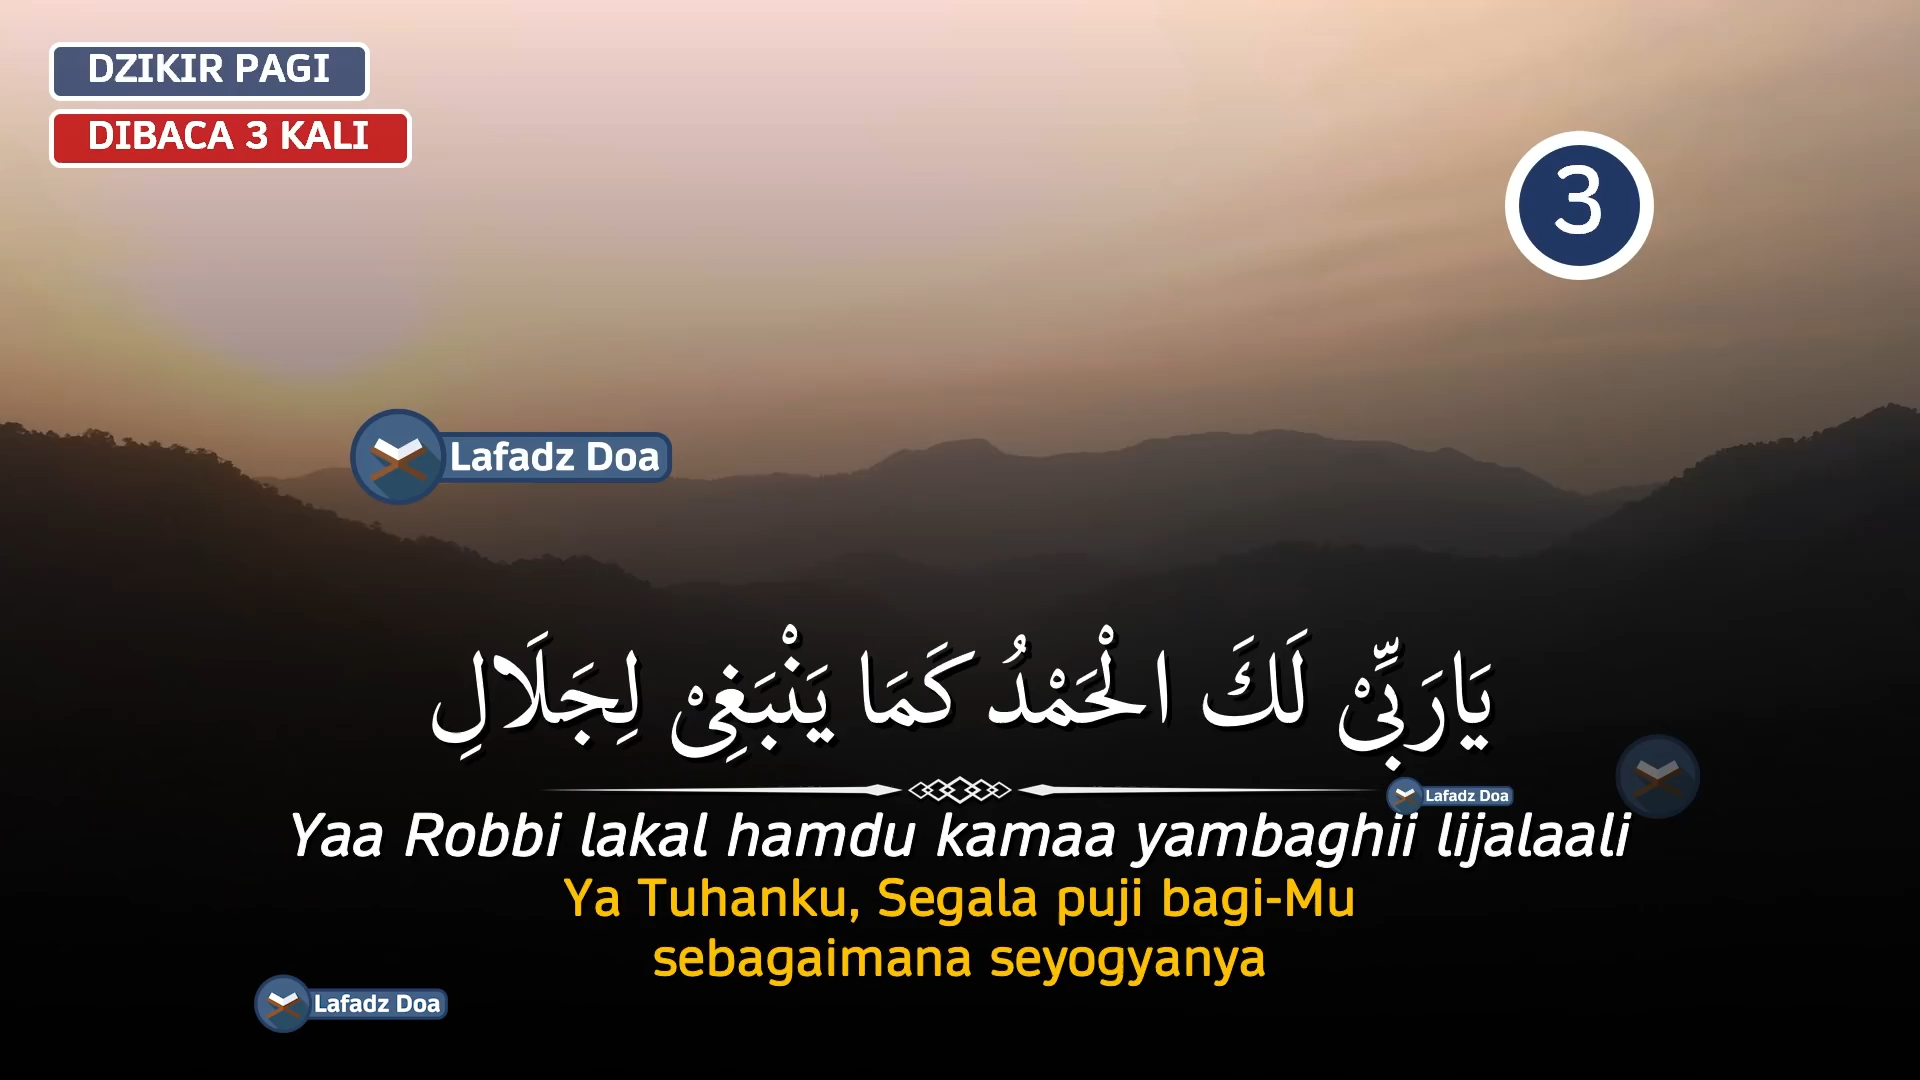 DZIKIR PAGI
DIBACA 3 KALI
3
Lafadz Doa
يَارَبِّيْ لَكَ الْحَمْدُ كَمَا يَنْبَغِيْ لِجَلَالِ
Lafadz Doa
Yaa Robbi lakal hamdu kamaa yambaghii lijalaali
Ya Tuhanku, Segala puji bagi-Mu
sebagaimana seyogyanya
Lafadz Doa